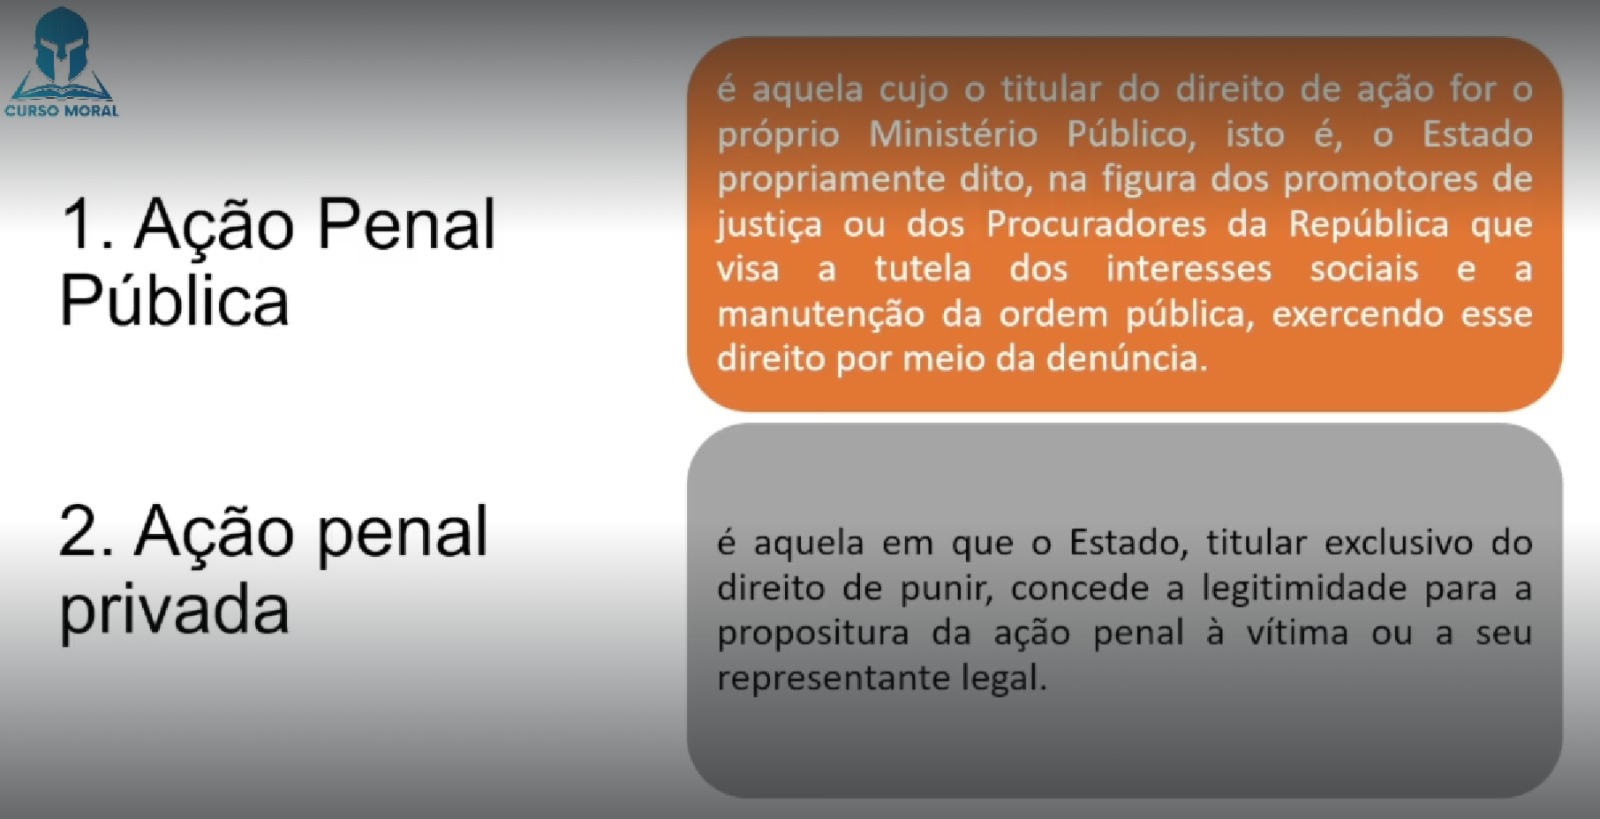 CURSO MORAL
1. Ação Penal
Pública
é aquela cujo o titular do direito de ação for o
próprio Ministério Público, isto é, o Estado
propriamente dito, na figura dos promotores de
justiça ou dos Procuradores da República que
visa a tutela dos interesses sociais e a
manutenção da ordem pública, exercendo esse
direito por meio da denúncia.
2. Ação penal
privada
é aquela em que o Estado, titular exclusivo do
direito de punir, concede a legitimidade para a
propositura da ação penal à vítima ou a seu
representante legal.